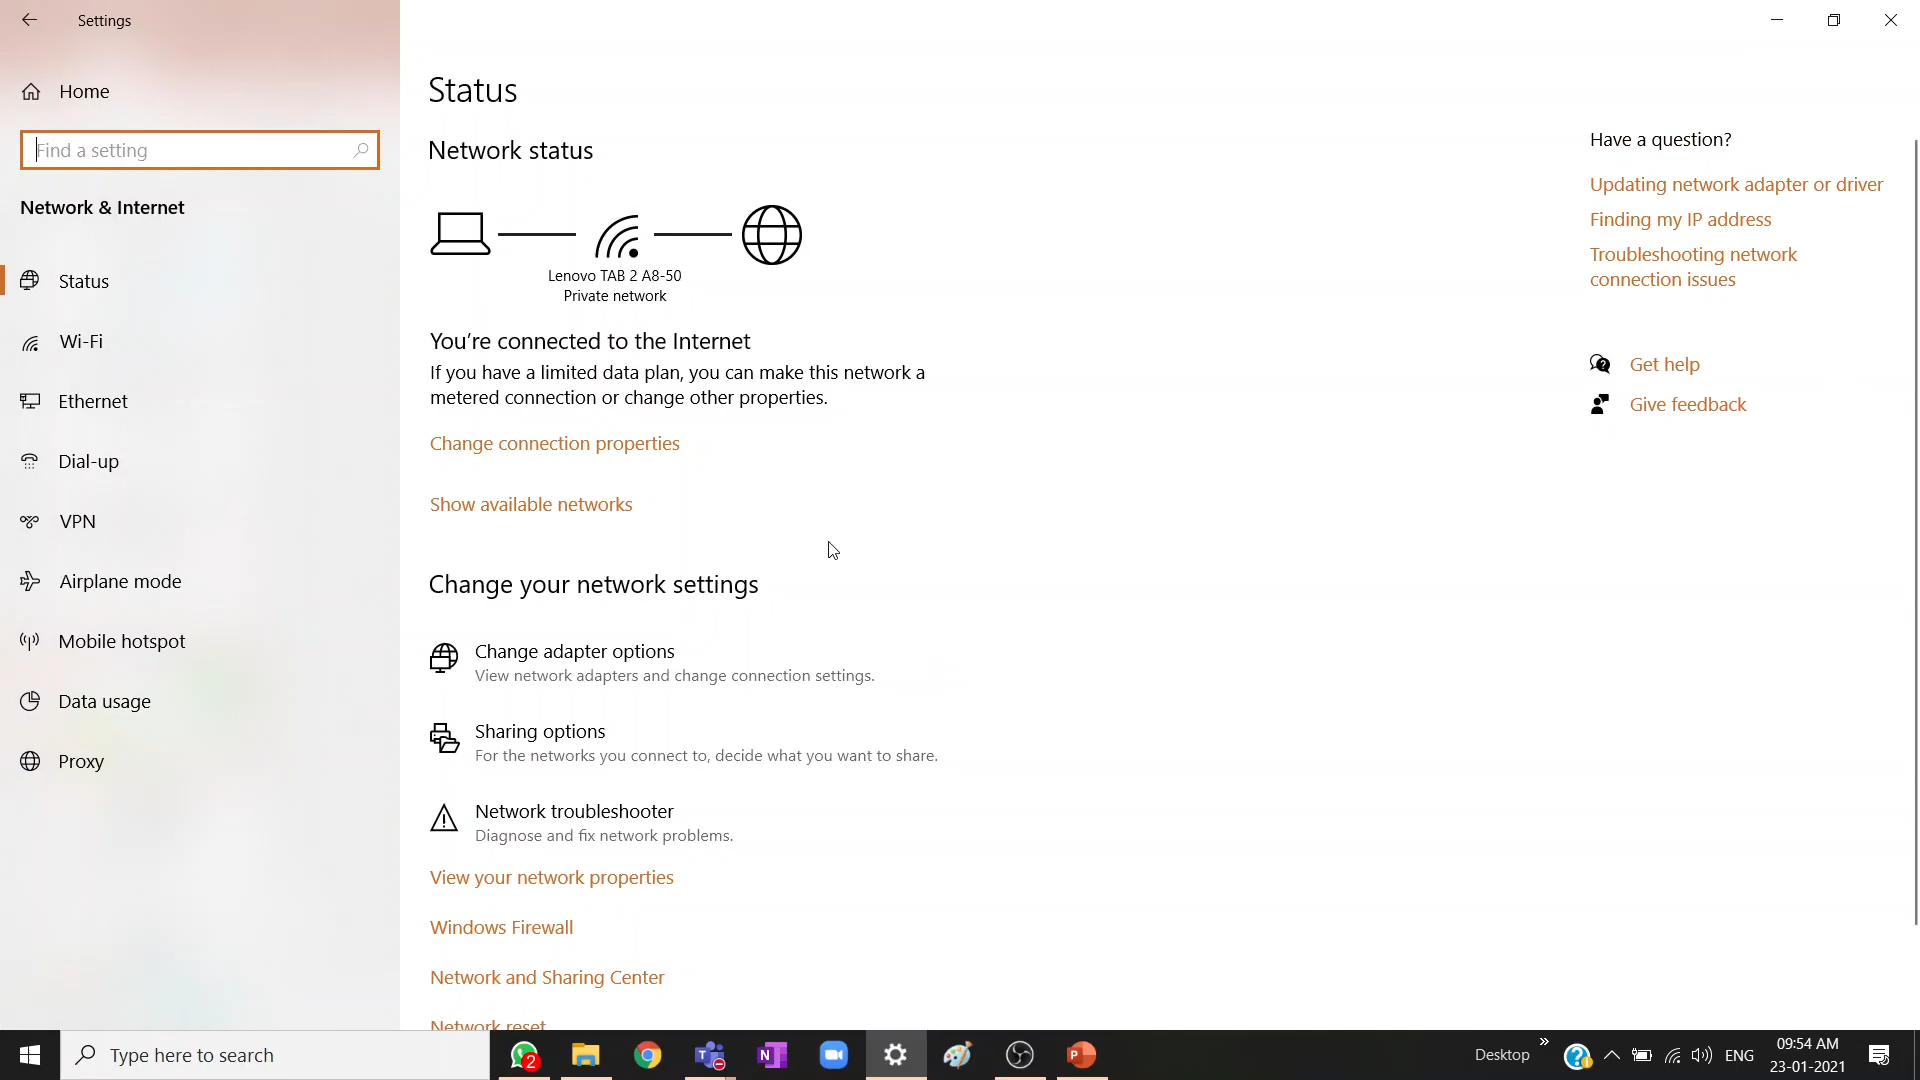 Settings
Home
Find a setting
Network & Internet
Status
Wi-Fi
Ethernet
Dial-up
VPN
Airplane mode
Mobile hotspot
Data usage
Proxy
Status
Network status
Lenovo TAB 2 A8-50
Private network
You're connected to the Internet
If you have a limited data plan, you can make this network a
metered connection or change other properties.
Change connection properties
Show available networks
Change your network settings
Change adapter options
View network adapters and change connection settings.
Sharing options
For the networks you connect to, decide what you want to share.
Network troubleshooter
Diagnose and fix network problems.
View your network properties
Windows Firewall
Network and Sharing Center
Network reset
Have a question?
Updating network adapter or driver
Finding my IP address
Troubleshooting network
connection issues
Get help
Give feedback
Type here to search
2
Desktop
ENG
09:54 AM
23-01-2021